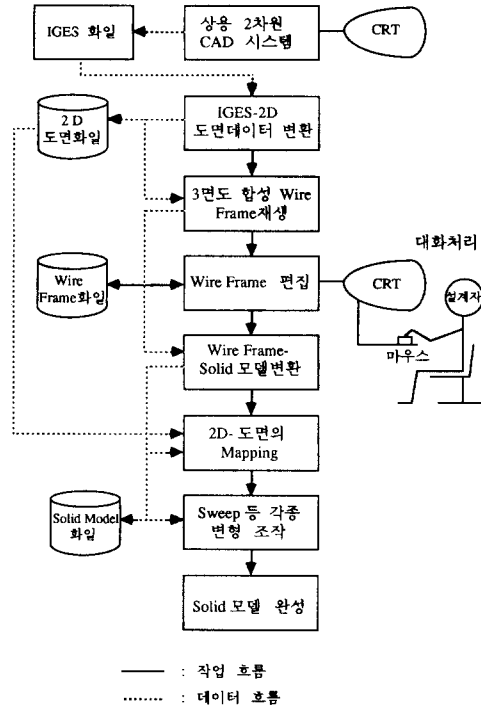 IGES 화일
상용 2차원
CAD 시스템
CRT
2D
도면화일
IGES-2D
도면데이터 변환
3면도 합성 Wire
Frame재생
대화처리
Wire
Frame화일
Wire Frame 편집
CRT
설계자
마우스
Wire Frame-
Solid 모델변환
2D- 도면의
Mapping
Solid Model
화일
Sweep 등 각종
변형 조작
Solid 모델 완성
: 작업 흐름
: 데이터 흐름